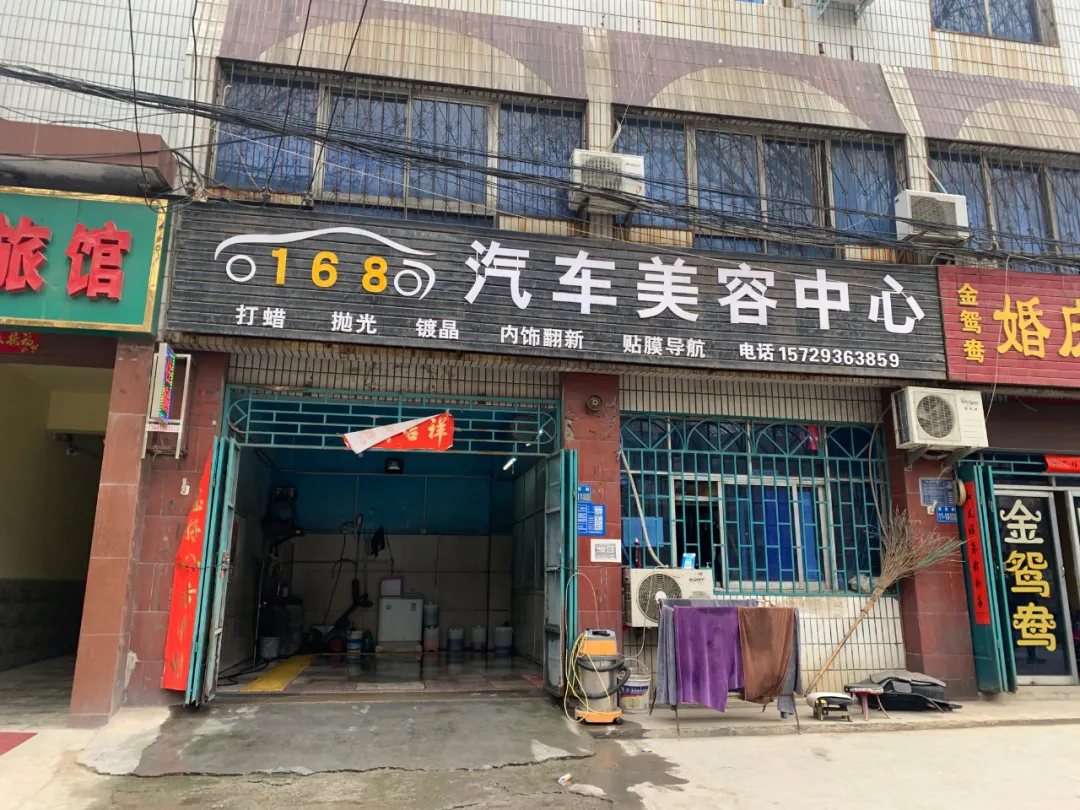 旅馆
168
汽车美容中心
打蜡 抛光 镀晶 内饰翻新 贴膜导航 电话15729363859
金鸳鸯
婚庆
吉祥
金鸳鸯